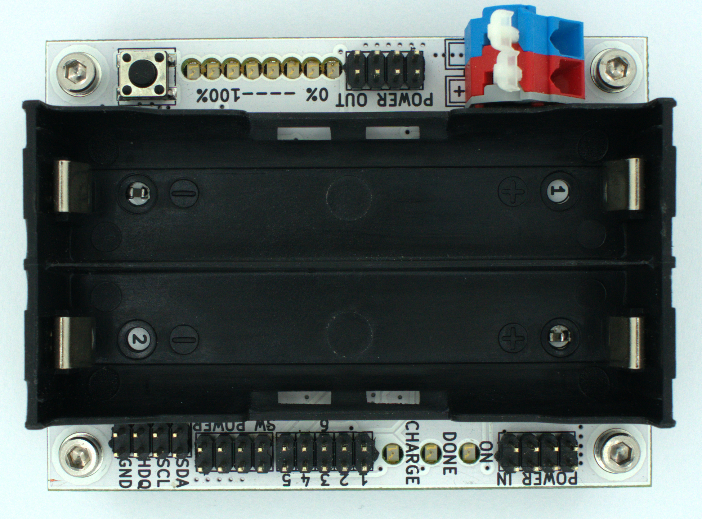 0% ----100%
POWER OUT
+
-
+
1
-
2
-
+
GND
HDQ
SCL
SDA
SW POWER
6
5 4 3 2 1
CHARGE
DONE
ON
POWER IN